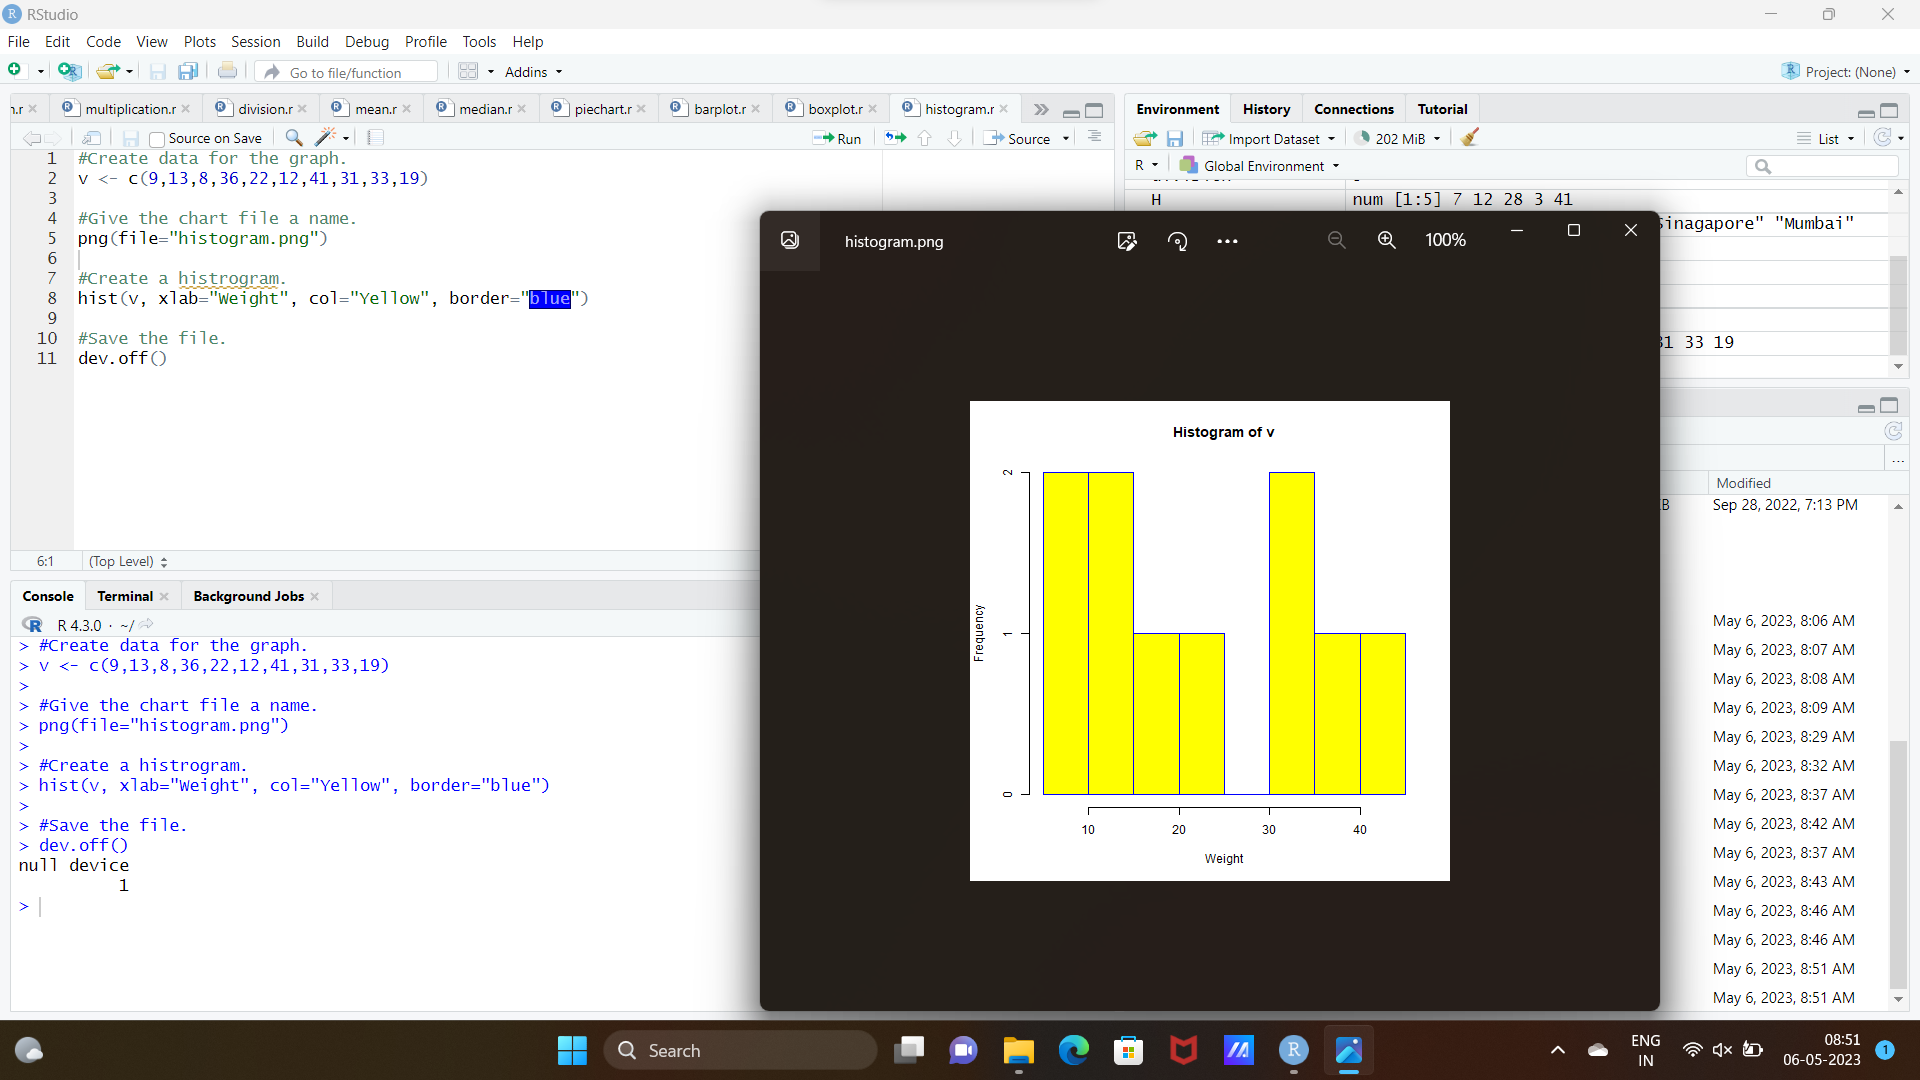 RStudio
File Edit Code View Plots Session Build Debug Profile Tools Help
Go to file/function Addins Project: (None)
n.r multiplication.r division.r mean.r median.r piechart.r barplot.r boxplot.r histogram.r
Source on Save Run Source
1 #Create data for the graph.
2 v <- c(9,13,8,36,22,12,41,31,33,19)
3
4 #Give the chart file a name.
5 png(file="histogram.png")
6
7 #Create a histrogram.
8 hist(v, xlab="Weight", col="Yellow", border="blue")
9
10 #Save the file.
11 dev.off()
6:1 (Top Level)
Console Terminal Background Jobs
R 4.3.0 · ~/
> #Create data for the graph.
> v <- c(9,13,8,36,22,12,41,31,33,19)
>
> #Give the chart file a name.
> png(file="histogram.png")
>
> #Create a histrogram.
> hist(v, xlab="Weight", col="Yellow", border="blue")
>
> #Save the file.
> dev.off()
null device
1
>
Environment History Connections Tutorial
Import Dataset 202 MiB List
R Global Environment
H num [1:5] 7 12 28 3 41
Sinagapore" "Mumbai"
31 33 19
histogram.png 100%
Histogram of v
2
1
0
Frequency
10 20 30 40
Weight
Modified
B Sep 28, 2022, 7:13 PM
May 6, 2023, 8:06 AM
May 6, 2023, 8:07 AM
May 6, 2023, 8:08 AM
May 6, 2023, 8:09 AM
May 6, 2023, 8:29 AM
May 6, 2023, 8:32 AM
May 6, 2023, 8:37 AM
May 6, 2023, 8:42 AM
May 6, 2023, 8:37 AM
May 6, 2023, 8:43 AM
May 6, 2023, 8:46 AM
May 6, 2023, 8:46 AM
May 6, 2023, 8:51 AM
May 6, 2023, 8:51 AM
Search
ENG
IN
08:51
06-05-2023
1